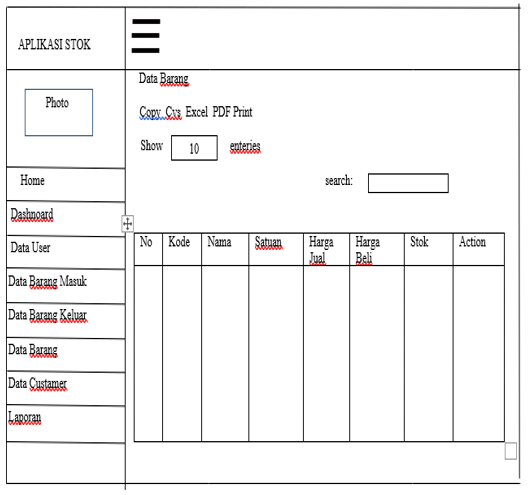 APLIKASI STOK
Photo
Home
Dashnoard
Data User
Data Barang Masuk
Data Barang Keluar
Data Barang
Data Custamer
Laporan
Data Barang
Copy Cvs Excel PDF Print
Show 10 enteries
search:
No Kode Nama Satuan Harga Jual Harga Beli Stok Action